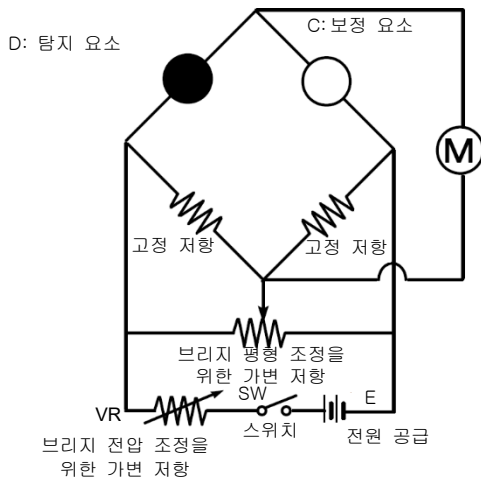 C: 보정 요소
D: 탐지 요소
M
고정 저항
고정 저항
브리지 평형 조정을
위한 가변 저항
SW
E
VR
스위치
전원 공급
브리지 전압 조정을
위한 가변 저항